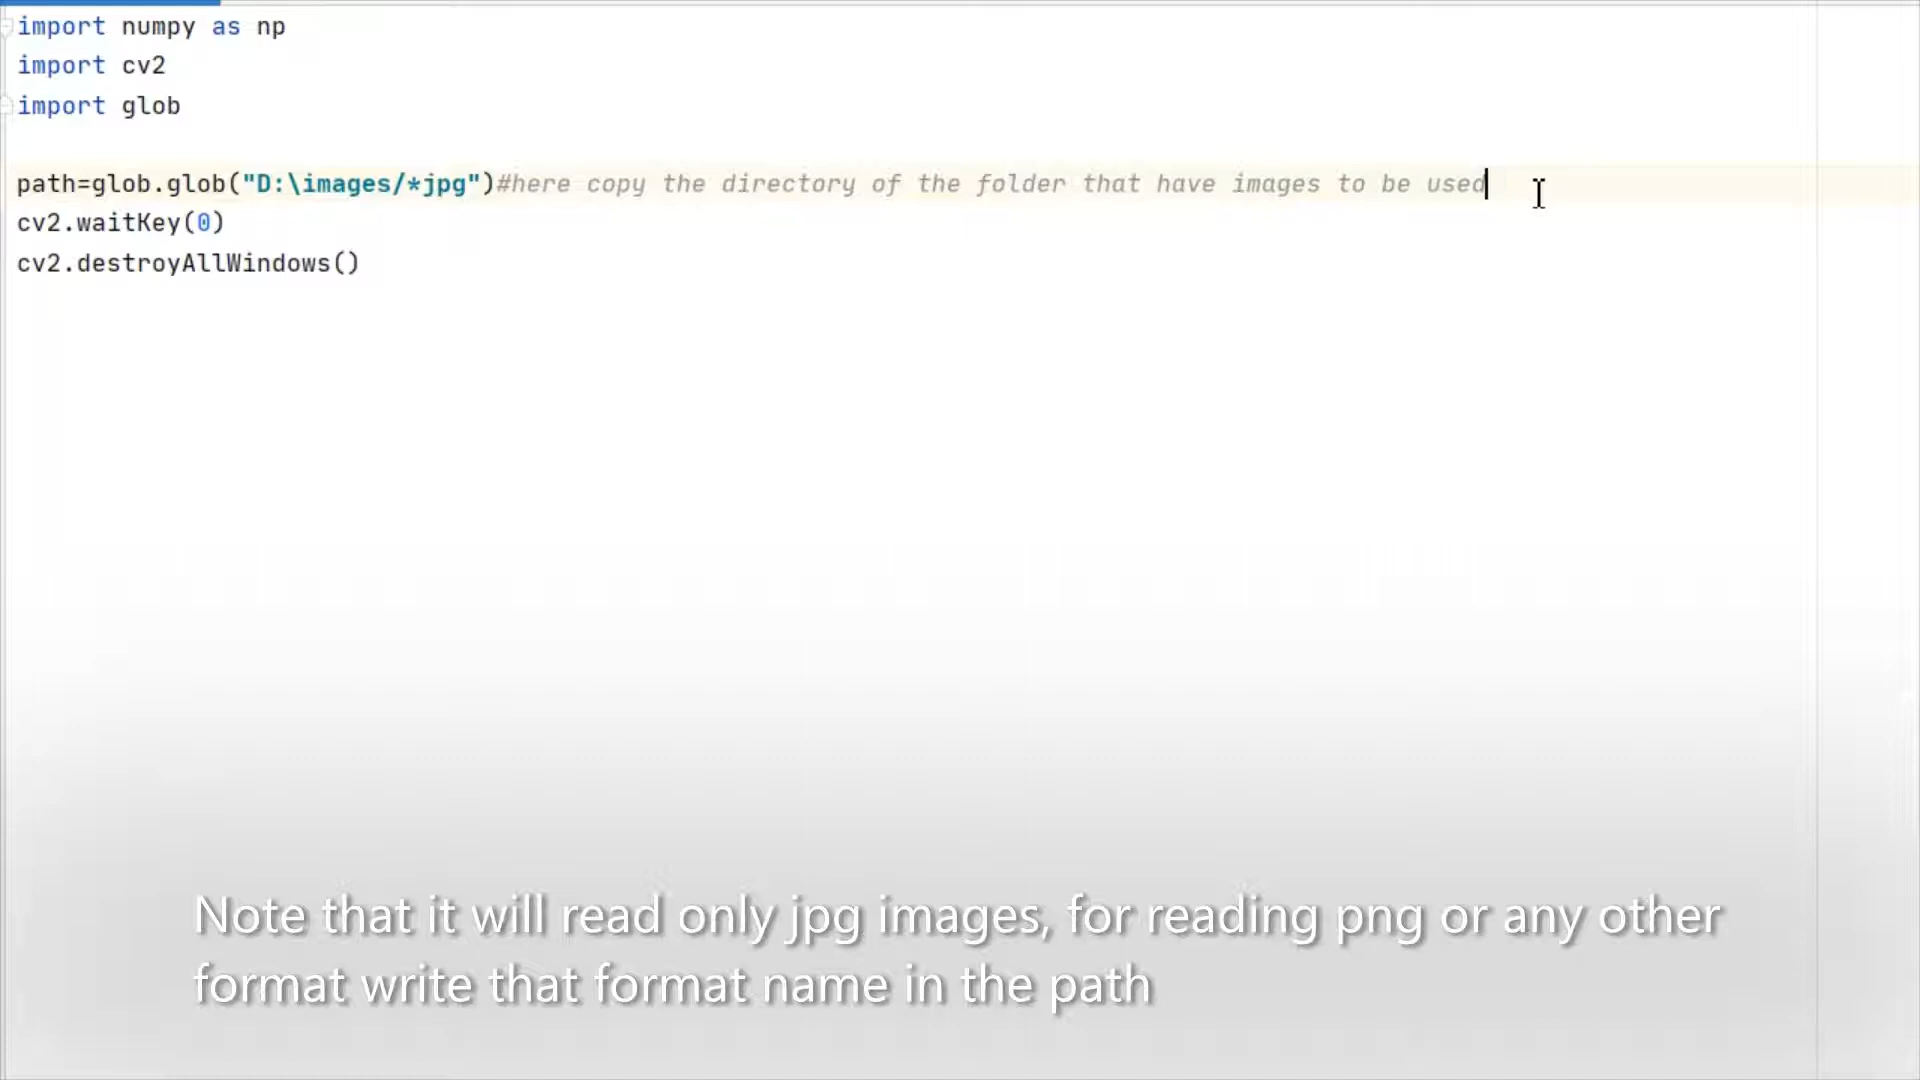 import numpy as np
import cv2
import glob
path=glob.glob("D:\images/*jpg")#here copy the directory of the folder that have images to be used
cv2.waitKey(0)
cv2.destroyAllWindows()
Note that it will read only jpg images, for reading png or any other
format write that format name in the path